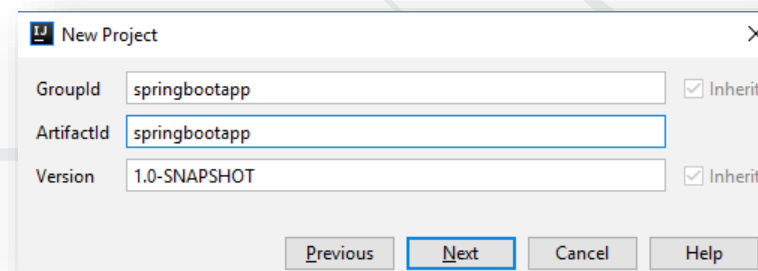 IJ New Project
GroupId springbootapp Inherit
ArtifactId springbootapp
Version 1.0-SNAPSHOT Inherit
Previous Next Cancel Help